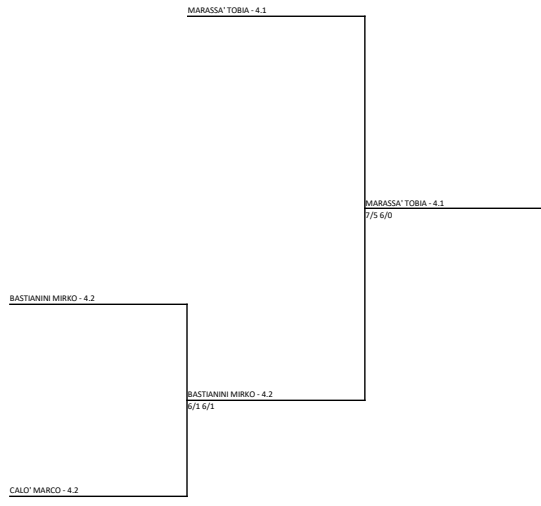 MARASSA' TOBIA - 4.1
MARASSA' TOBIA - 4.1
7/5 6/0
BASTIANINI MIRKO - 4.2
BASTIANINI MIRKO - 4.2
6/1 6/1
CALO' MARCO - 4.2